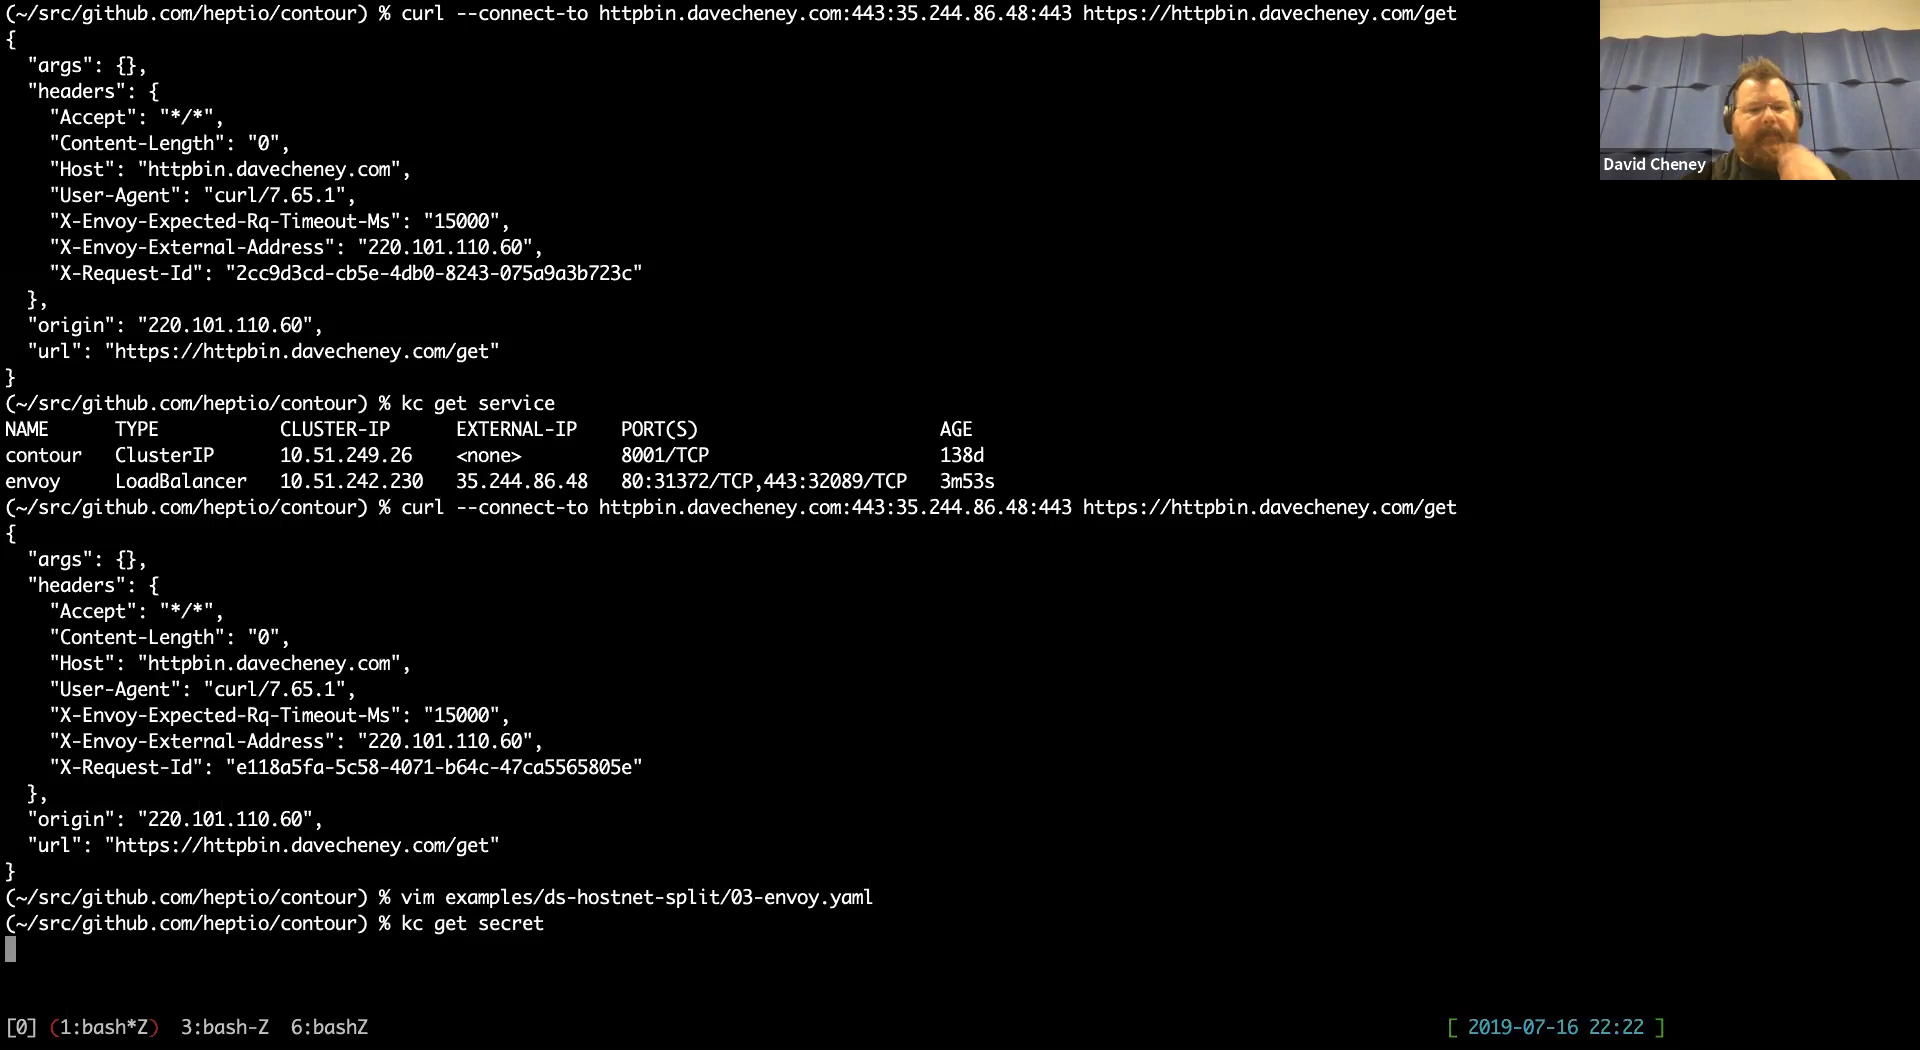 (~/src/github.com/heptio/contour) % curl --connect-to httpbin.davecheney.com:443:35.244.86.48:443 https://httpbin.davecheney.com/get
{
  "args": {},
  "headers": {
    "Accept": "*/*",
    "Content-Length": "0",
    "Host": "httpbin.davecheney.com",
    "User-Agent": "curl/7.65.1",
    "X-Envoy-Expected-Rq-Timeout-Ms": "15000",
    "X-Envoy-External-Address": "220.101.110.60",
    "X-Request-Id": "2cc9d3cd-cb5e-4db0-8243-075a9a3b723c"
  },
  "origin": "220.101.110.60",
  "url": "https://httpbin.davecheney.com/get"
}
(~/src/github.com/heptio/contour) % kc get service
NAME      TYPE           CLUSTER-IP      EXTERNAL-IP    PORT(S)                      AGE
contour   ClusterIP      10.51.249.26    <none>         8001/TCP                     138d
envoy     LoadBalancer   10.51.242.230   35.244.86.48   80:31372/TCP,443:32089/TCP   3m53s
(~/src/github.com/heptio/contour) % curl --connect-to httpbin.davecheney.com:443:35.244.86.48:443 https://httpbin.davecheney.com/get
{
  "args": {},
  "headers": {
    "Accept": "*/*",
    "Content-Length": "0",
    "Host": "httpbin.davecheney.com",
    "User-Agent": "curl/7.65.1",
    "X-Envoy-Expected-Rq-Timeout-Ms": "15000",
    "X-Envoy-External-Address": "220.101.110.60",
    "X-Request-Id": "e118a5fa-5c58-4071-b64c-47ca5565805e"
  },
  "origin": "220.101.110.60",
  "url": "https://httpbin.davecheney.com/get"
}
(~/src/github.com/heptio/contour) % vim examples/ds-hostnet-split/03-envoy.yaml
(~/src/github.com/heptio/contour) % kc get secret
[0] (1:bash*Z)  3:bash-Z  6:bashZ
[ 2019-07-16 22:22 ]
David Cheney